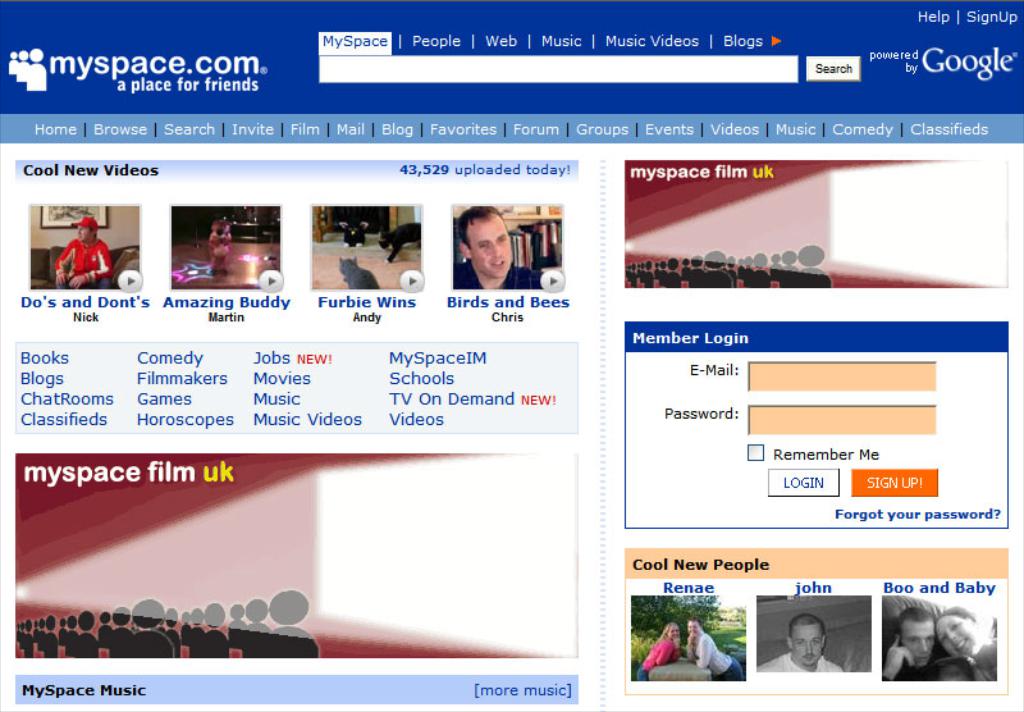 Help | SignUp
MySpace | People | Web | Music | Music Videos | Blogs
myspace.com®
a place for friends
Search
powered by Google™
Home | Browse | Search | Invite | Film | Mail | Blog | Favorites | Forum | Groups | Events | Videos | Music | Comedy | Classifieds
Cool New Videos 43,529 uploaded today!
Do's and Dont's Amazing Buddy Furbie Wins Birds and Bees
Nick Martin Andy Chris
Books Comedy Jobs NEW! MySpaceIM
Blogs Filmmakers Movies Schools
ChatRooms Games Music TV On Demand NEW!
Classifieds Horoscopes Music Videos Videos
myspace film uk
MySpace Music [more music]
myspace film uk
Member Login
E-Mail:
Password:
Remember Me
LOGIN SIGN UP!
Forgot your password?
Cool New People
Renae john Boo and Baby